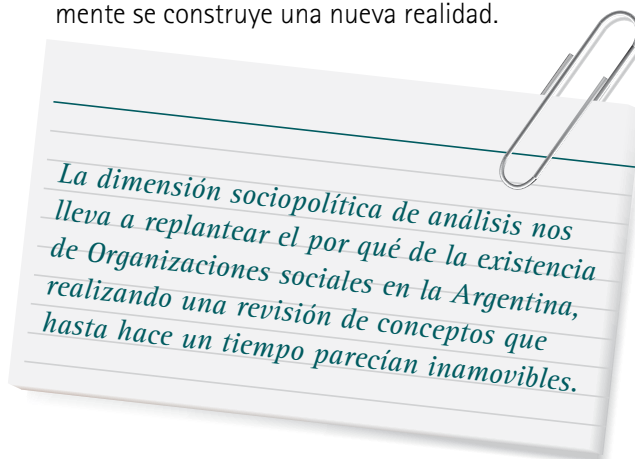 mente se construye una nueva realidad.
La dimensión sociopolítica de análisis nos
lleva a replantear el por qué de la existencia
de Organizaciones sociales en la Argentina,
realizando una revisión de conceptos que
hasta hace un tiempo parecían inamovibles.